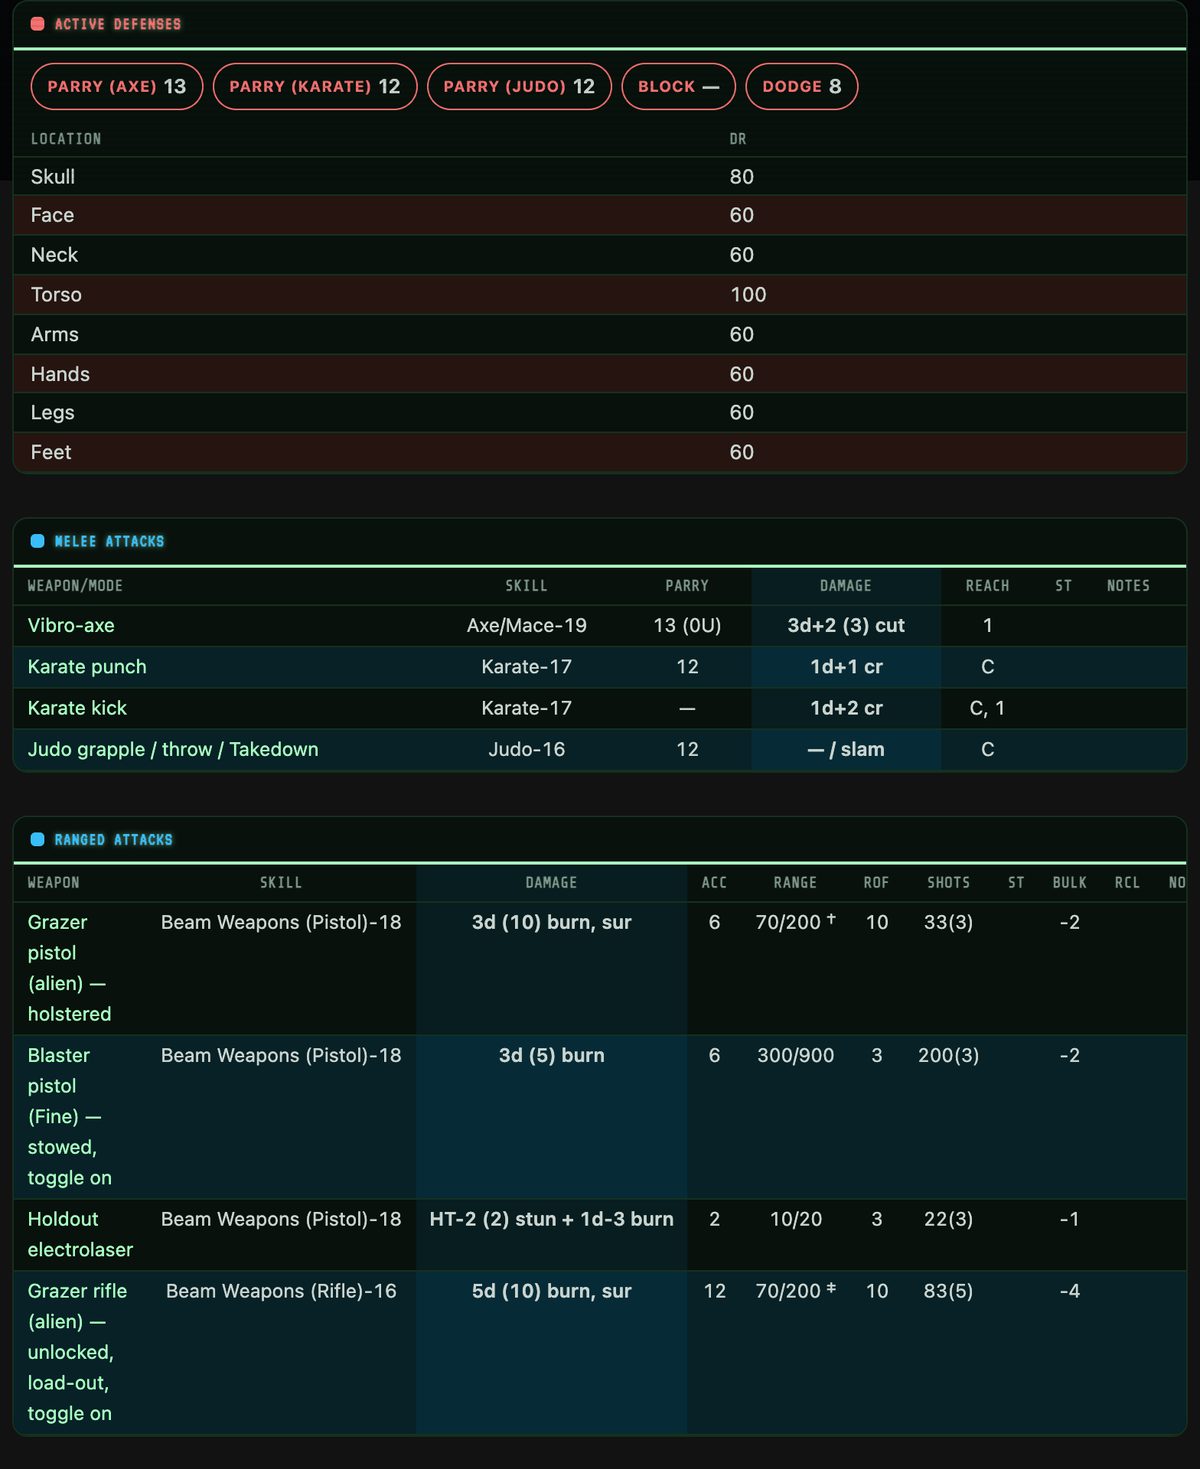 ACTIVE DEFENSES
PARRY (AXE) 13 PARRY (KARATE) 12 PARRY (JUDO) 12 BLOCK — DODGE 8
LOCATION DR
Skull 80
Face 60
Neck 60
Torso 100
Arms 60
Hands 60
Legs 60
Feet 60
MELEE ATTACKS
WEAPON/MODE SKILL PARRY DAMAGE REACH ST NOTES
Vibro-axe Axe/Mace-19 13 (0U) 3d+2 (3) cut 1
Karate punch Karate-17 12 1d+1 cr C
Karate kick Karate-17 — 1d+2 cr C, 1
Judo grapple / throw / Takedown Judo-16 12 — / slam C
RANGED ATTACKS
WEAPON SKILL DAMAGE ACC RANGE ROF SHOTS ST BULK RCL NO
Grazer Beam Weapons (Pistol)-18 3d (10) burn, sur 6 70/200 † 10 33(3) -2
pistol
(alien) —
holstered
Blaster Beam Weapons (Pistol)-18 3d (5) burn 6 300/900 3 200(3) -2
pistol
(Fine) —
stowed,
toggle on
Holdout Beam Weapons (Pistol)-18 HT-2 (2) stun + 1d-3 burn 2 10/20 3 22(3) -1
electrolaser
Grazer rifle Beam Weapons (Rifle)-16 5d (10) burn, sur 12 70/200 ‡ 10 83(5) -4
(alien) —
unlocked,
load-out,
toggle on